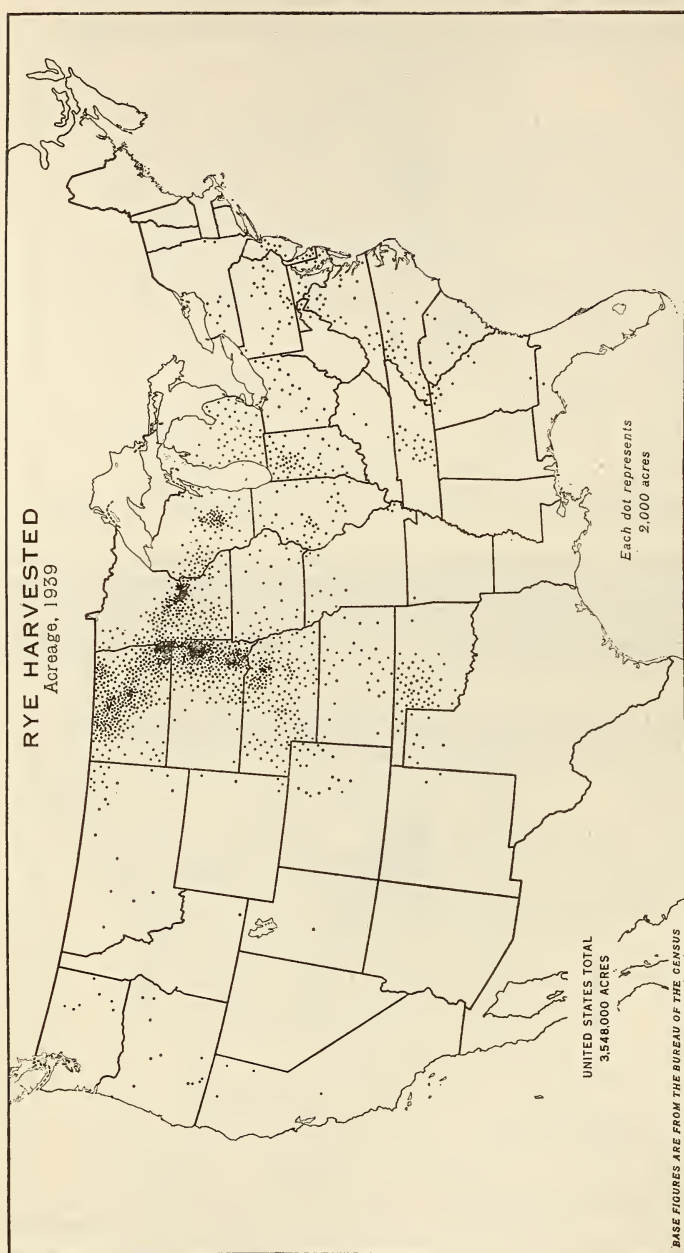 RYE HARVESTED
Acreage, 1939
Each dot represents
2,000 acres
UNITED STATES TOTAL
3,548,000 ACRES
BASE FIGURES ARE FROM THE BUREAU OF THE CENSUS